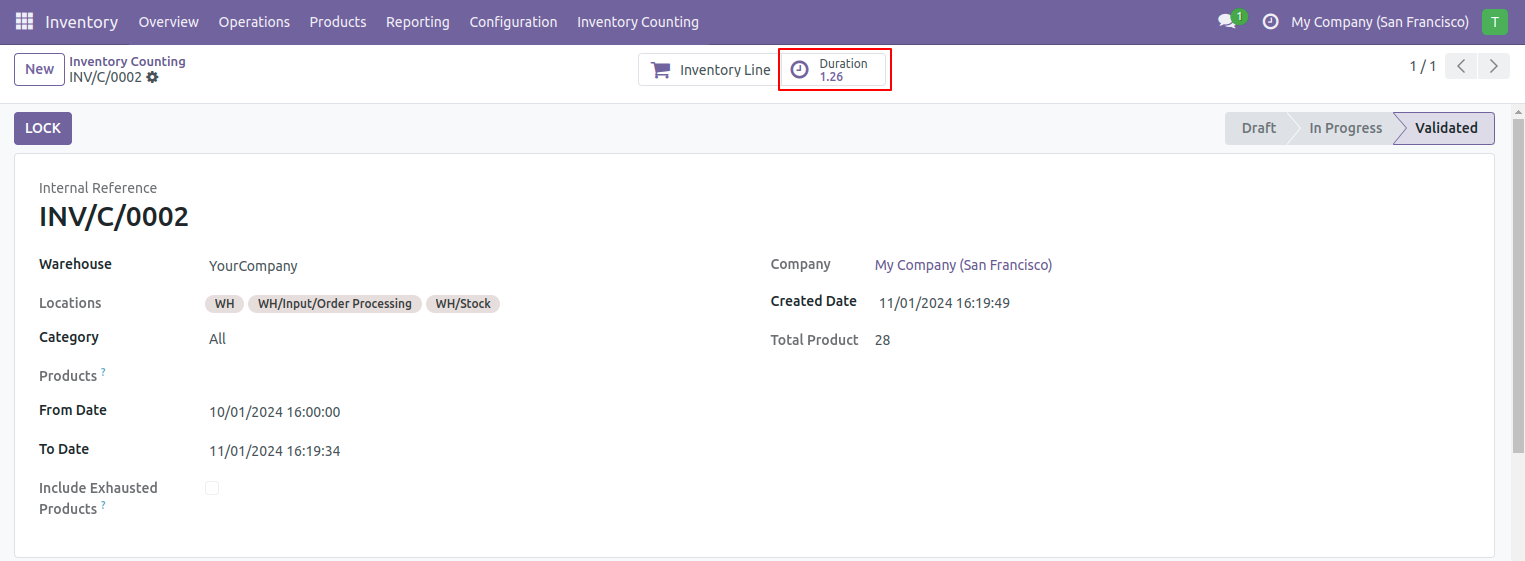 Inventory Overview Operations Products Reporting Configuration Inventory Counting 1 My Company (San Francisco) T
New Inventory Counting
INV/C/0002
Inventory Line
Duration
1.26
1 / 1
LOCK
Draft In Progress Validated
Internal Reference
INV/C/0002
Warehouse YourCompany
Locations WH WH/Input/Order Processing WH/Stock
Category All
Products ?
From Date 10/01/2024 16:00:00
To Date 11/01/2024 16:19:34
Include Exhausted
Products ?
Company My Company (San Francisco)
Created Date 11/01/2024 16:19:49
Total Product 28